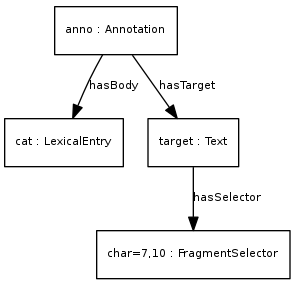 anno : Annotation
hasBody
hasTarget
cat : LexicalEntry
target : Text
hasSelector
char=7,10 : FragmentSelector